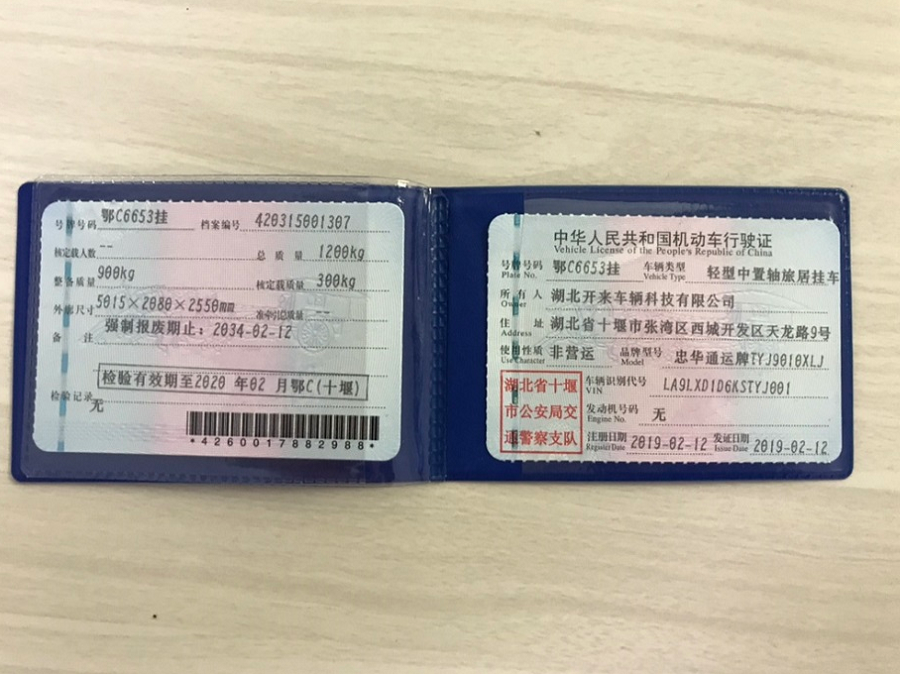 号牌号码 鄂C6653挂 档案编号 420315001307
核定载人数 -- 总质量 1200kg
整备质量 900kg 核定载质量 300kg
外廓尺寸 5015×2080×2550mm 准牵引总质量 --
备注 强制报废期止：2034-02-12
检验有效期至2020 年02 月鄂C(十堰)
检验记录 无
*4260017882988*
中华人民共和国机动车行驶证
Vehicle License of the People's Republic of China
号牌号码 鄂C6653挂 车辆类型 轻型中置轴旅居挂车
Plate No. Vehicle Type
所有人 湖北开来车辆科技有限公司
Owner
住址 湖北省十堰市张湾区西城开发区天龙路9号
Address
使用性质 非营运 品牌型号 忠华通运牌TYJ9010XLJ
Use Character Model
湖北省十堰
市公安局交
通警察支队
车辆识别代号 LA9LXD1D6KSTYJ001
VIN
发动机号码 无
Engine No.
注册日期 2019-02-12 发证日期 2019-02-12
Register Date Issue Date